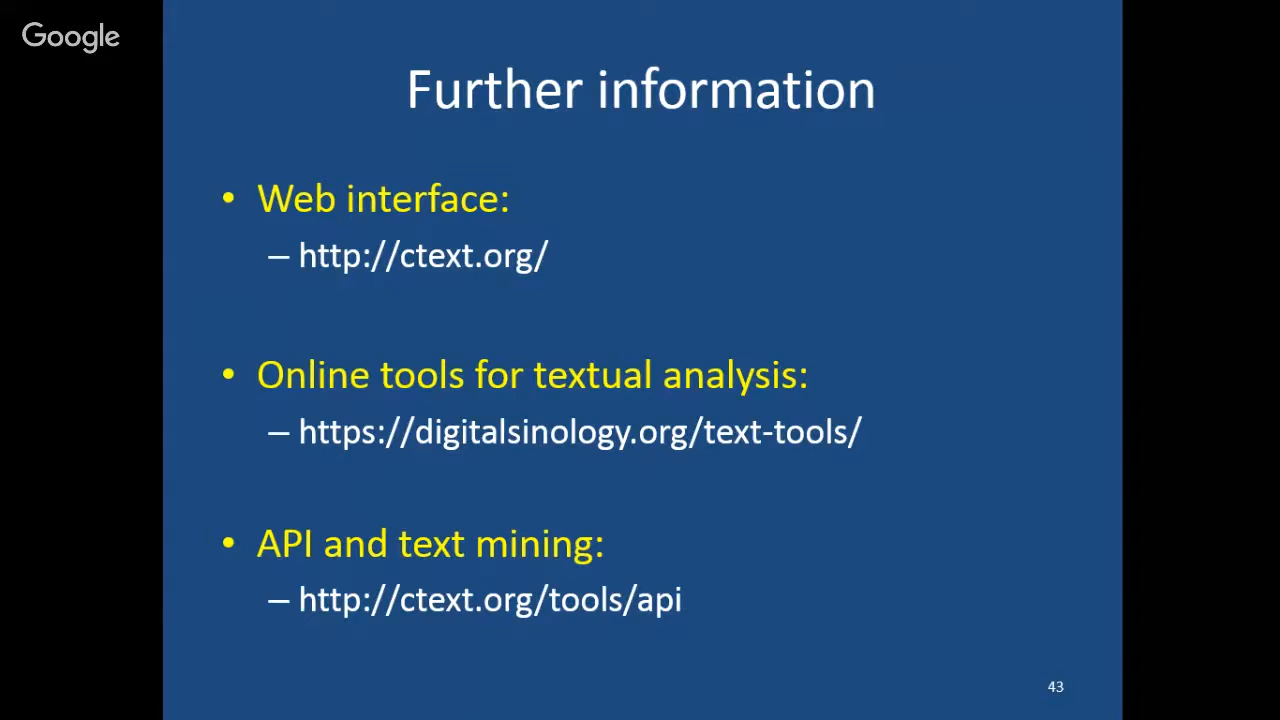 Google
Further information
• Web interface:
– http://ctext.org/
• Online tools for textual analysis:
– https://digitalsinology.org/text-tools/
• API and text mining:
– http://ctext.org/tools/api
43